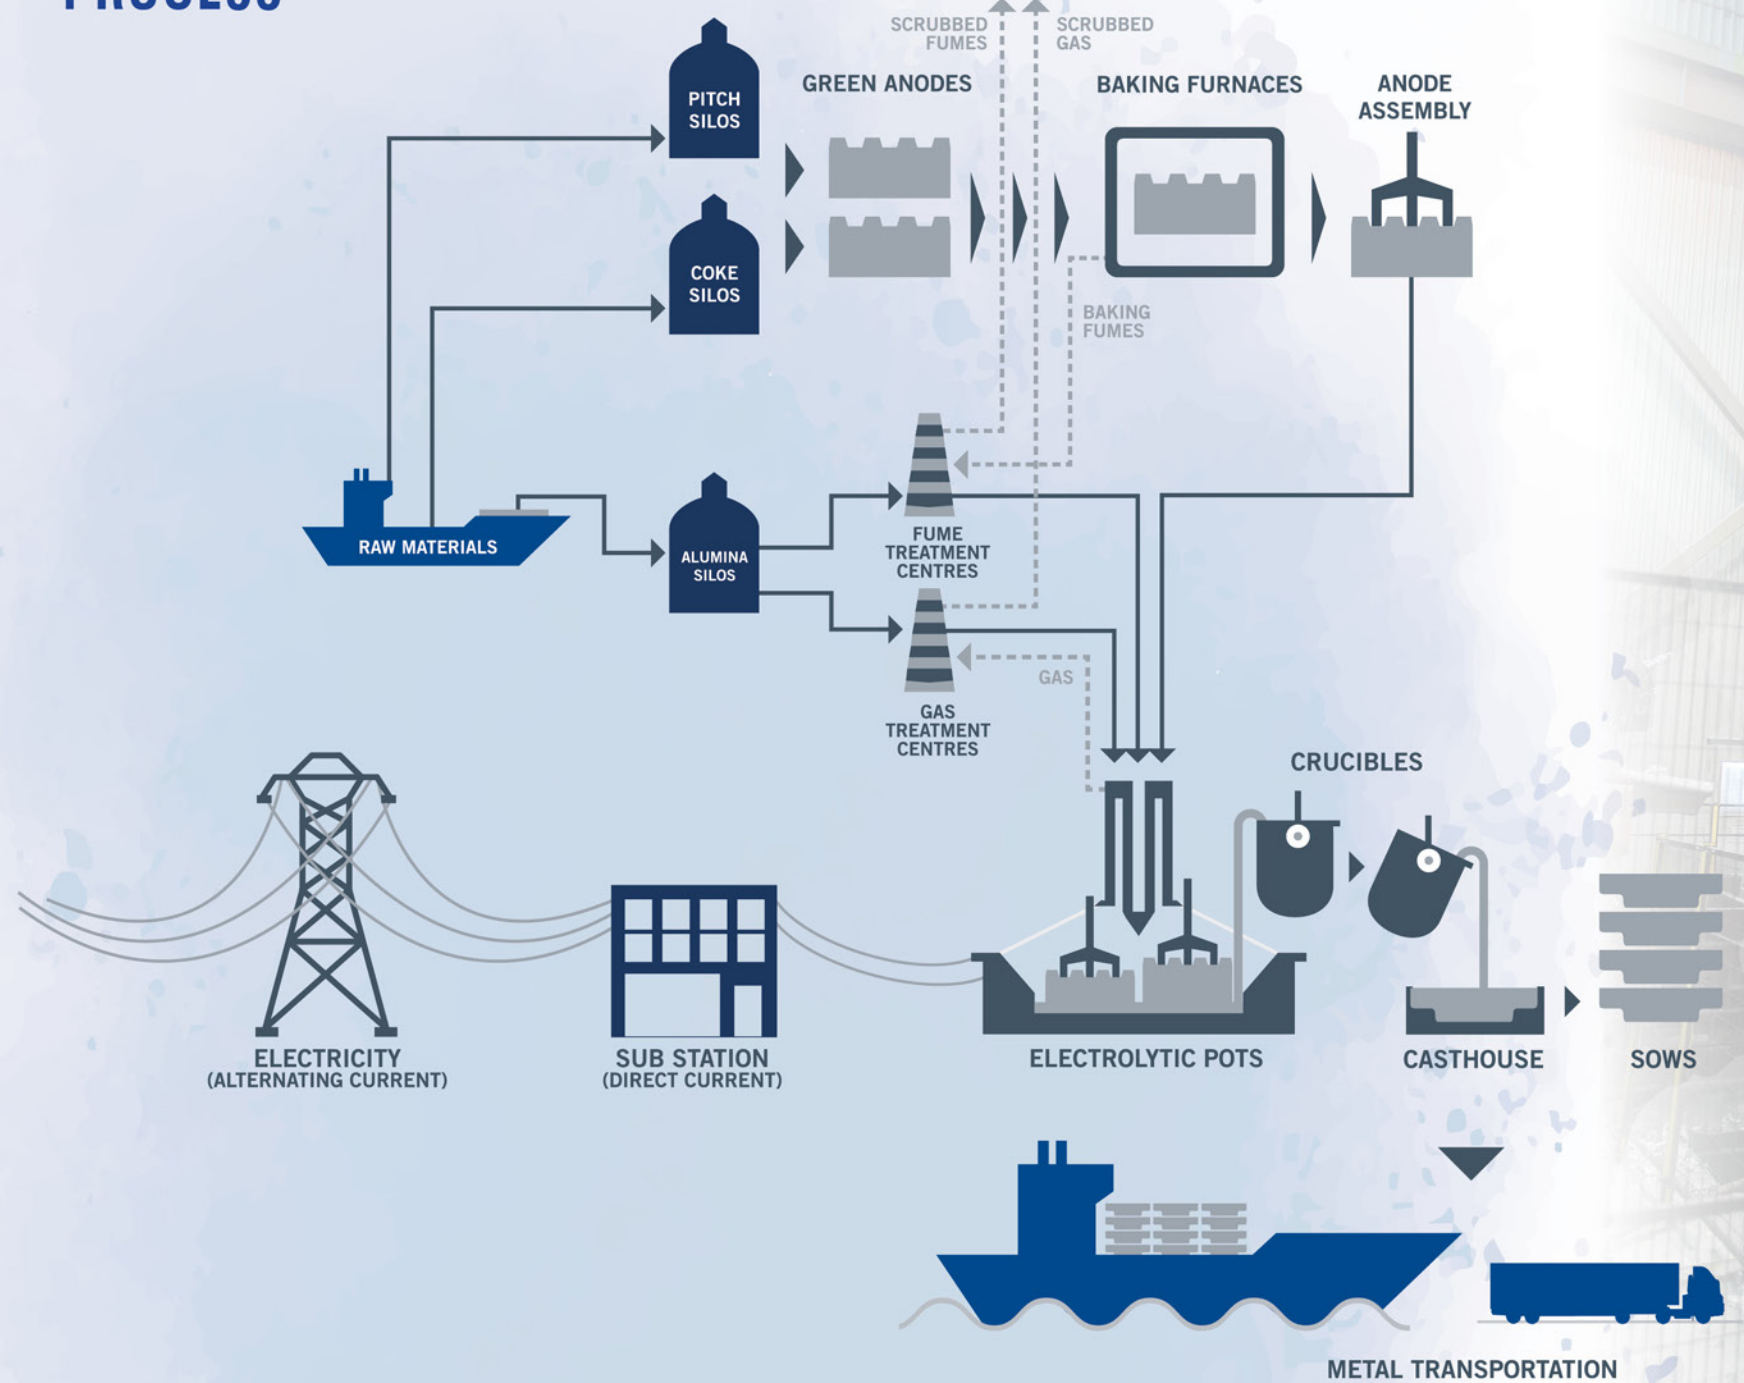 PROCESS
SCRUBBED
FUMES
SCRUBBED
GAS
PITCH
SILOS
GREEN ANODES
BAKING FURNACES
ANODE
ASSEMBLY
COKE
SILOS
BAKING
FUMES
RAW MATERIALS
ALUMINA
SILOS
FUME
TREATMENT
CENTRES
GAS
GAS
TREATMENT
CENTRES
CRUCIBLES
ELECTRICITY
(ALTERNATING CURRENT)
SUB STATION
(DIRECT CURRENT)
ELECTROLYTIC POTS
CASTHOUSE
SOWS
METAL TRANSPORTATION